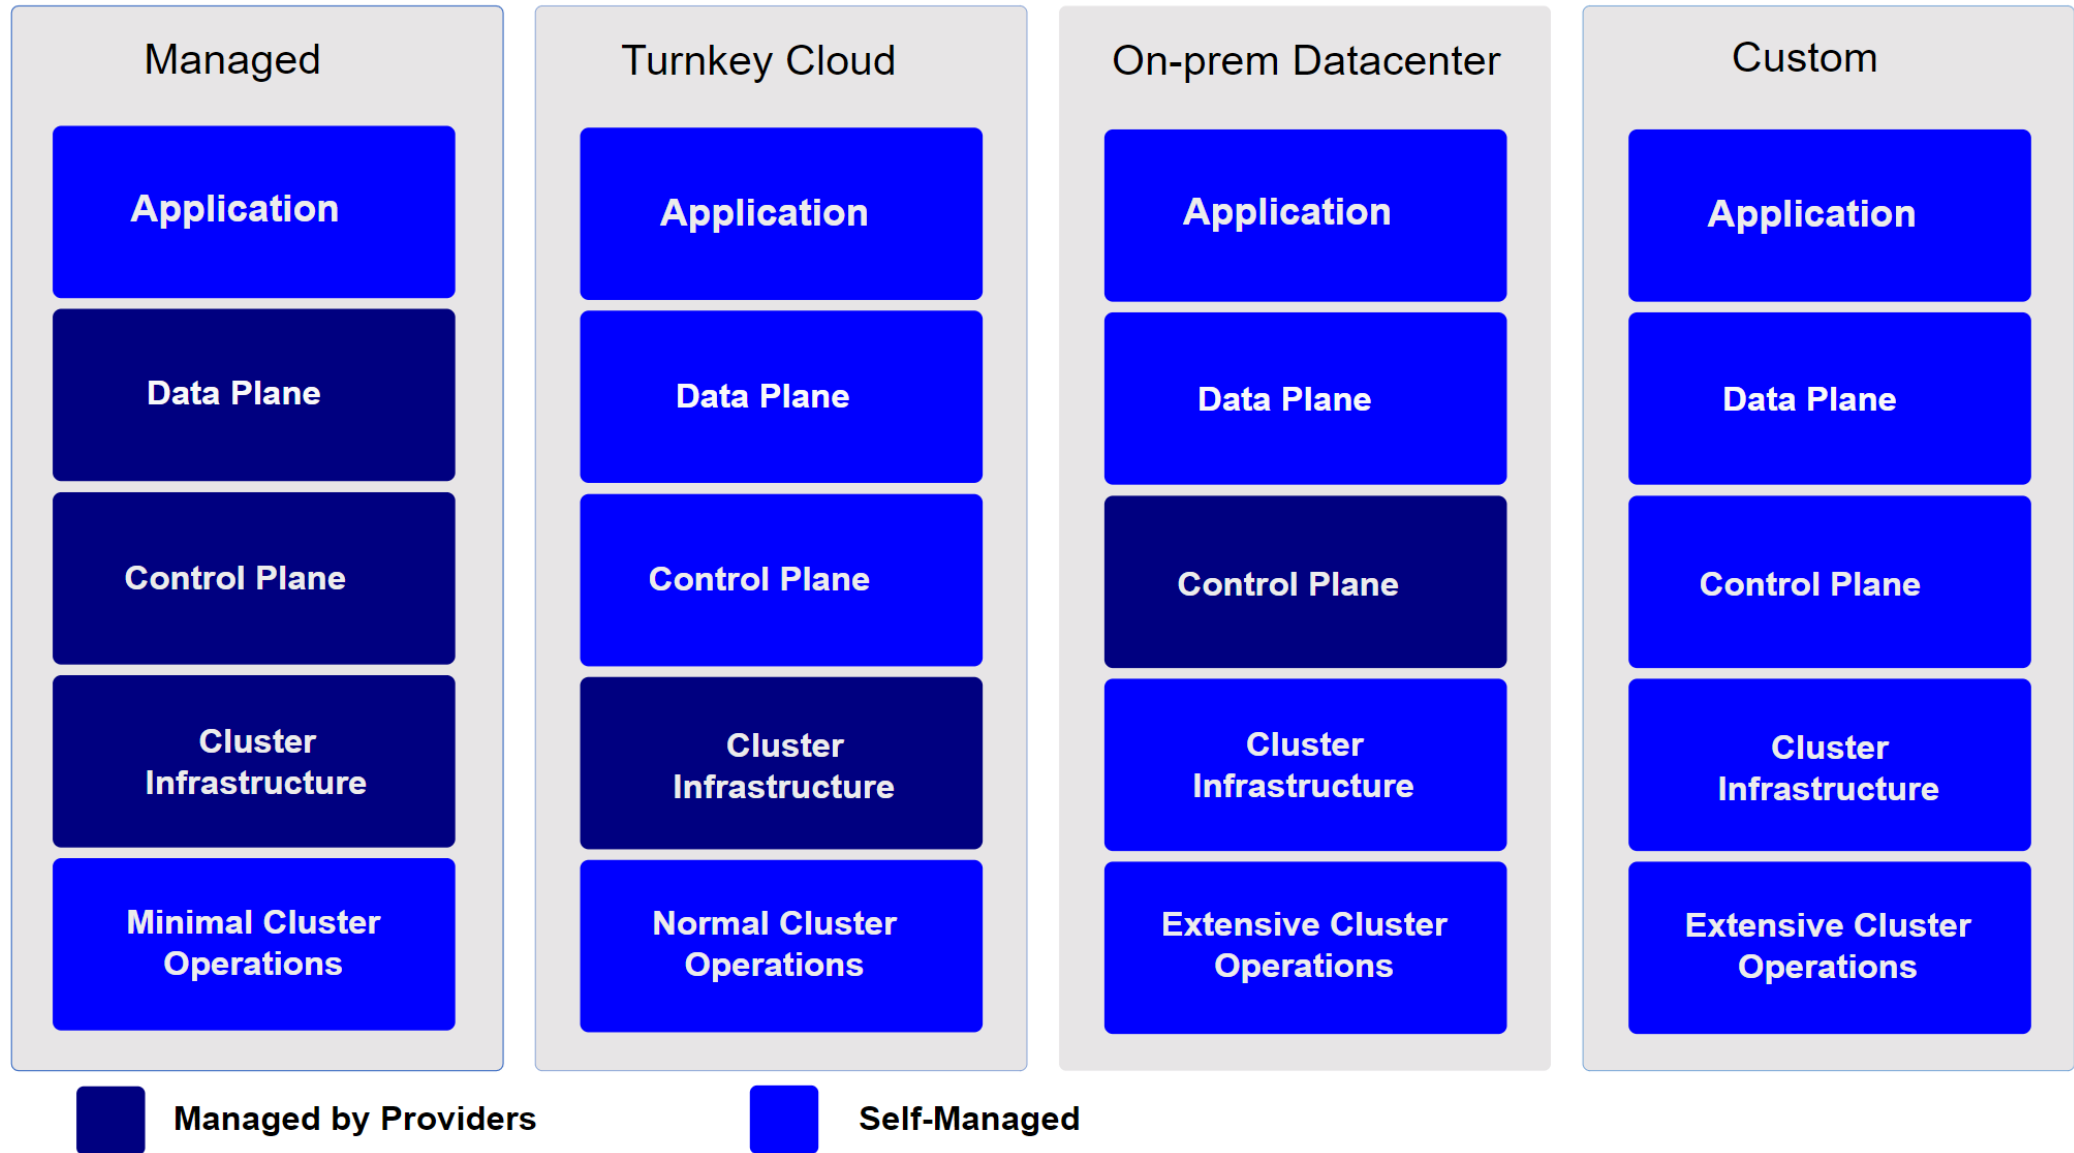 Managed
Application
Data Plane
Control Plane
Cluster
Infrastructure
Minimal Cluster
Operations
Turnkey Cloud
Application
Data Plane
Control Plane
Cluster
Infrastructure
Normal Cluster
Operations
On-prem Datacenter
Application
Data Plane
Control Plane
Cluster
Infrastructure
Extensive Cluster
Operations
Custom
Application
Data Plane
Control Plane
Cluster
Infrastructure
Extensive Cluster
Operations
Managed by Providers
Self-Managed